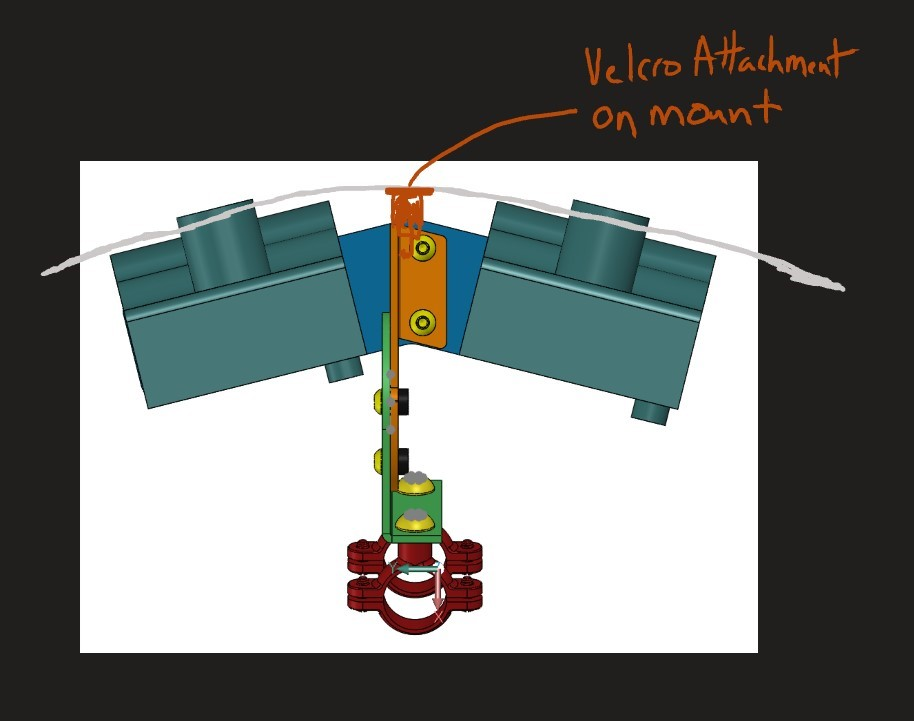 Velcro Attachment
on mount
X